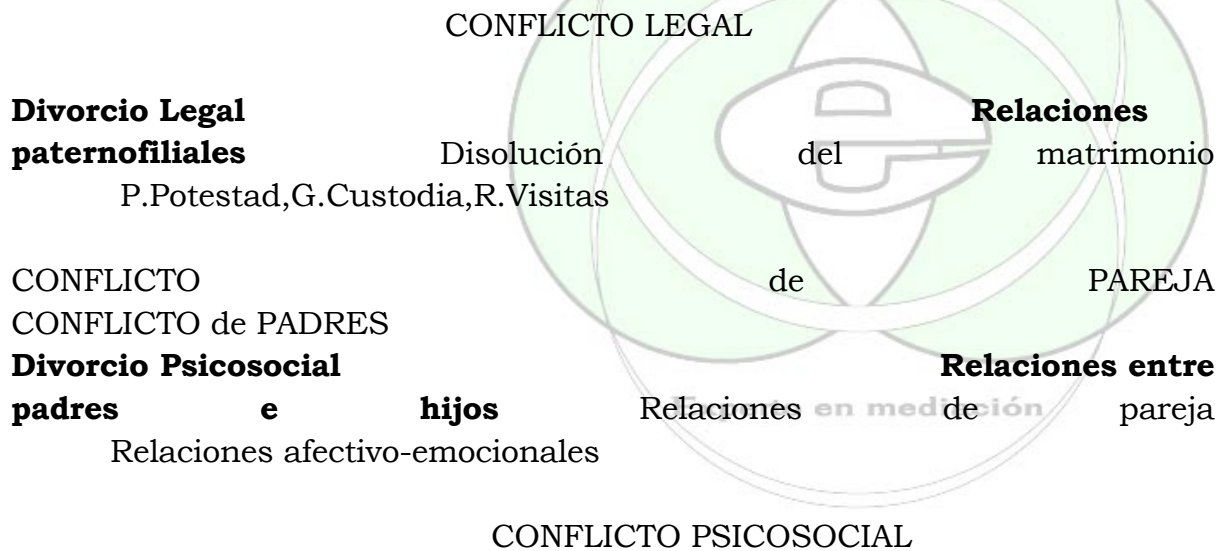 CONFLICTO LEGAL
Divorcio Legal Relaciones
paternofiliales Disolución del matrimonio
P.Potestad,G.Custodia,R.Visitas
CONFLICTO de PAREJA
CONFLICTO de PADRES
Divorcio Psicosocial Relaciones entre
padres e hijos Relaciones de pareja
en mediación
Relaciones afectivo-emocionales
CONFLICTO PSICOSOCIAL